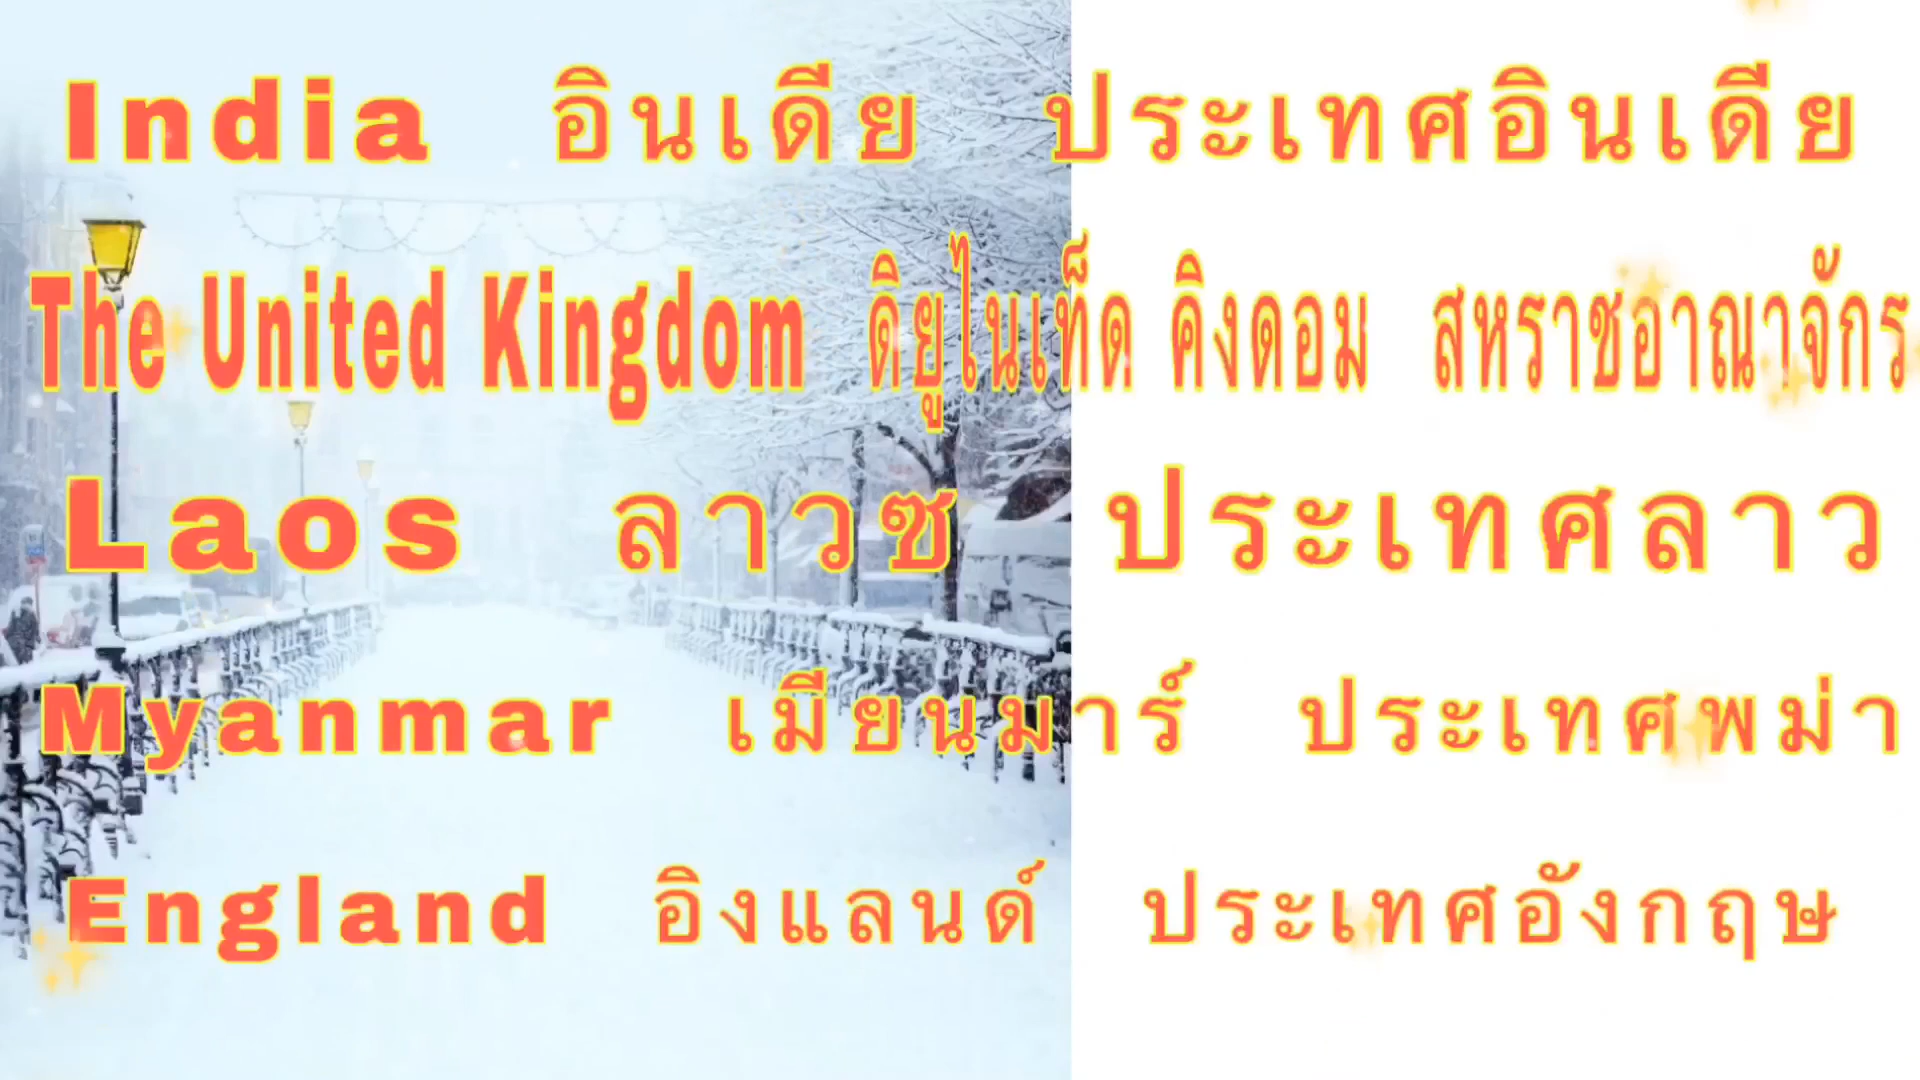 India อินเดีย ประเทศอินเดีย
The United Kingdom ดิยูไนเท็ด คิงดอม สหราชอาณาจักร
Laos ลาวซ ประเทศลาว
Myanmar เมียนมาร์ ประเทศพม่า
England อิงแลนด์ ประเทศอังกฤษ